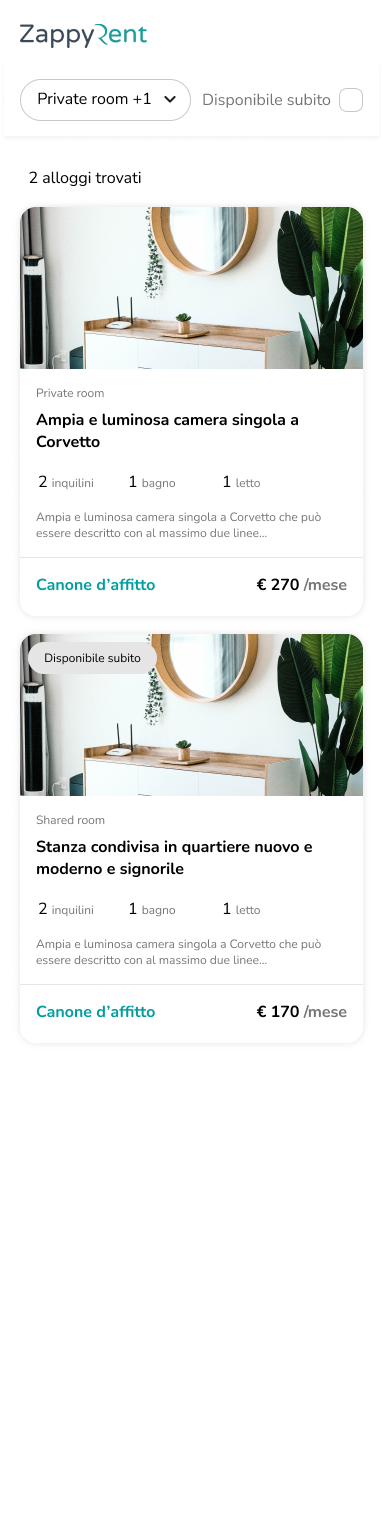 ZappyRent
Private room +1
Disponibile subito
2 alloggi trovati
Private room
Ampia e luminosa camera singola a
Corvetto
2 inquilini 1 bagno 1 letto
Ampia e luminosa camera singola a Corvetto che può
essere descritto con al massimo due linee...
Canone d’affitto € 270 /mese
Disponibile subito
Shared room
Stanza condivisa in quartiere nuovo e
moderno e signorile
2 inquilini 1 bagno 1 letto
Ampia e luminosa camera singola a Corvetto che può
essere descritto con al massimo due linee...
Canone d’affitto € 170 /mese